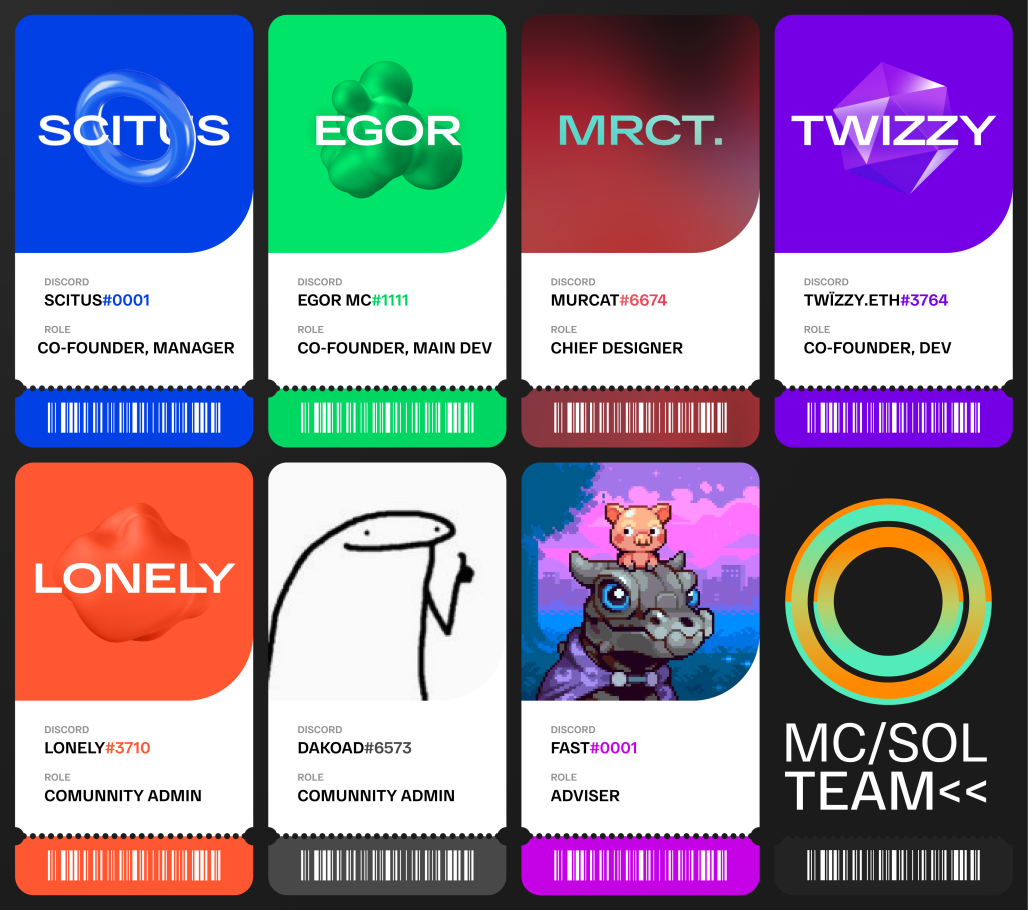 SCITUS
DISCORD
SCITUS#0001
ROLE
CO-FOUNDER, MANAGER
EGOR
DISCORD
EGOR MC#1111
ROLE
CO-FOUNDER, MAIN DEV
MRCT.
DISCORD
MURCAT#6674
ROLE
CHIEF DESIGNER
TWIZZY
DISCORD
TWÏZZY.ETH#3764
ROLE
CO-FOUNDER, DEV
LONELY
DISCORD
LONELY#3710
ROLE
COMUNNITY ADMIN
DISCORD
DAKOAD#6573
ROLE
COMUNNITY ADMIN
DISCORD
FAST#0001
ROLE
ADVISER
MC/SOL
TEAM<<